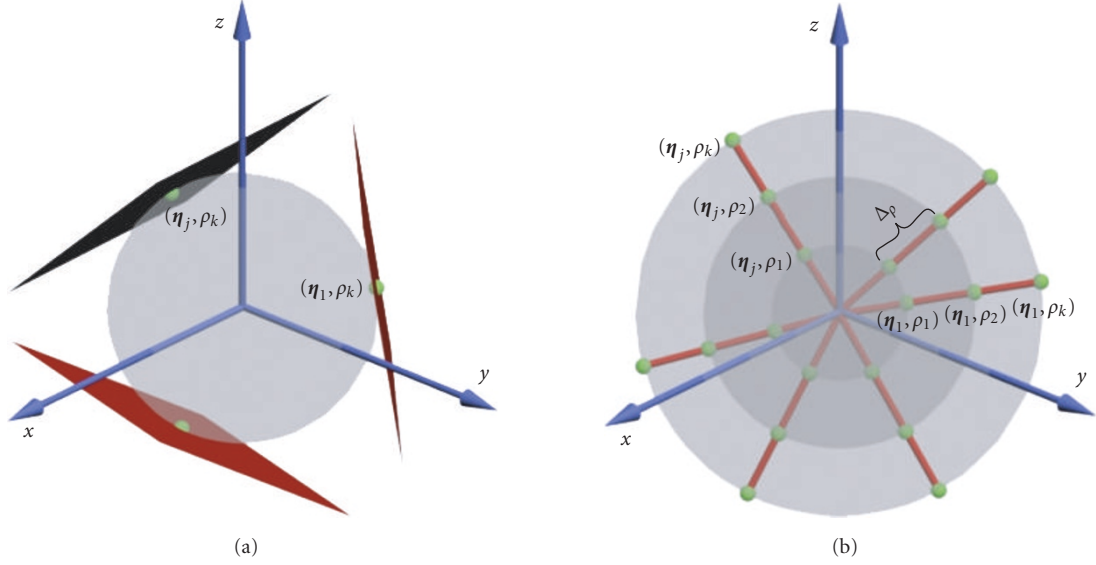 z
(η_j, ρ_k)
(η_1, ρ_k)
y
x
(a)
z
(η_j, ρ_k)
(η_j, ρ_2)
Δρ
(η_j, ρ_1)
(η_1, ρ_1) (η_1, ρ_2) (η_1, ρ_k)
y
x
(b)